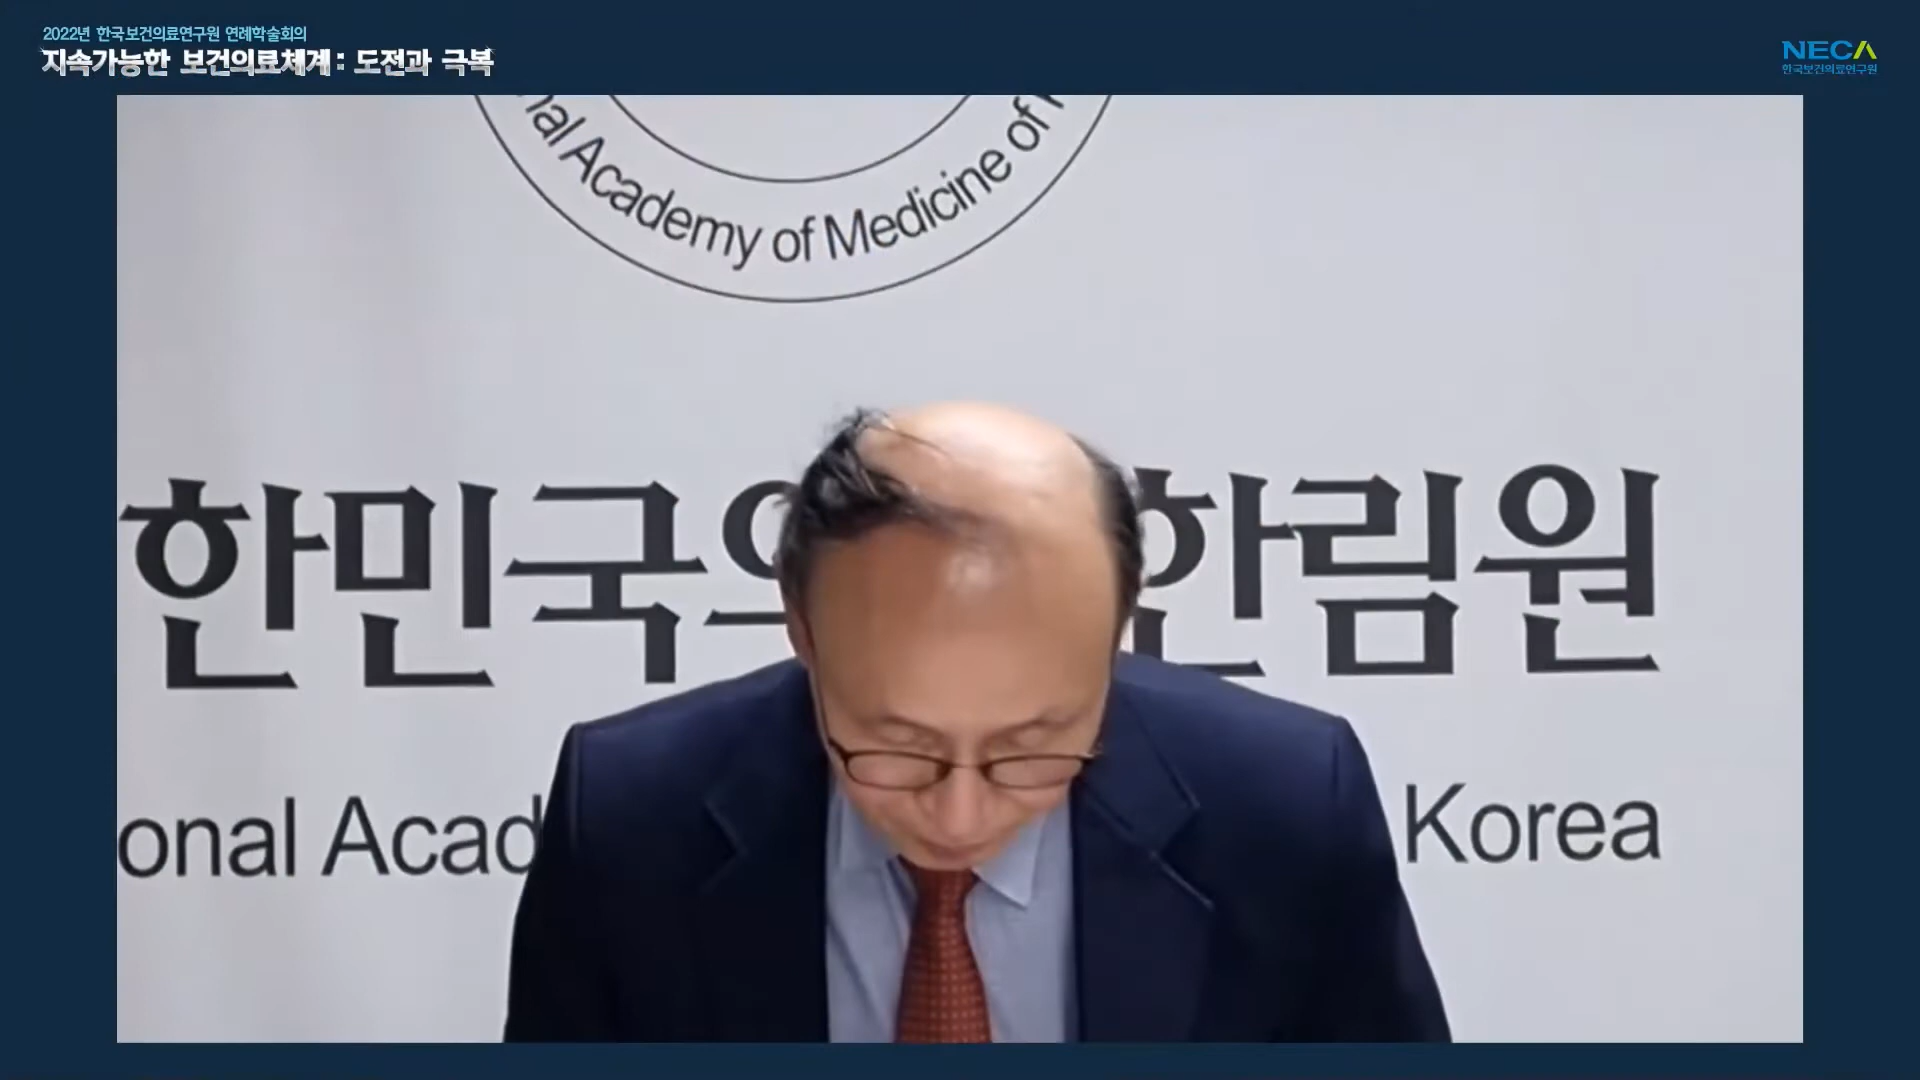 2022년 한국보건의료연구원 연례학술회의
지속가능한 보건의료체계: 도전과 극복
NECA
한국보건의료연구원
nal Academy of Medicine of
한민국의 한림원
onal Acad Korea